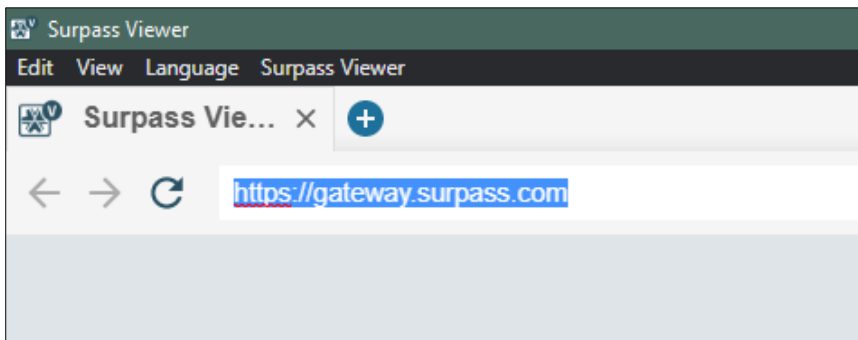 Surpass Viewer
Edit View Language Surpass Viewer
Surpass Vie...
https://gateway.surpass.com